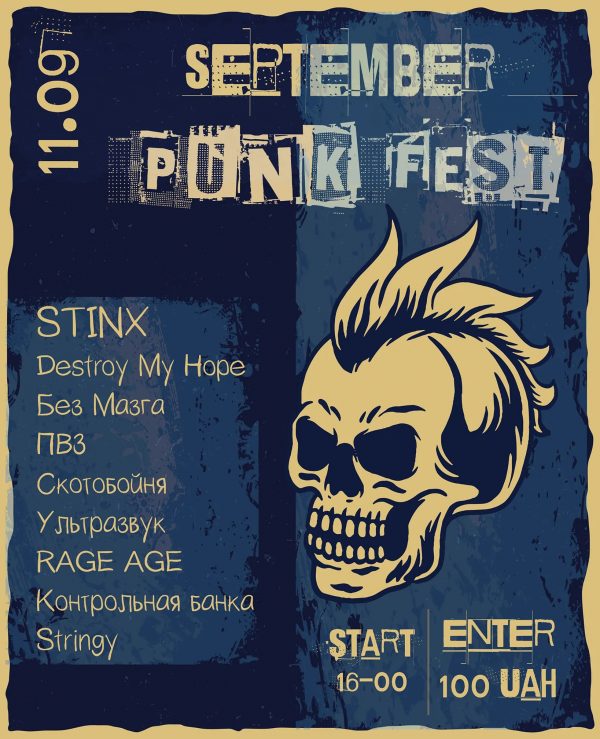 11.09
SEPTEMBER
PUNK FEST
STINX
Destroy My Hope
Без Мазга
ПВЗ
Скотобойня
Ультразвук
RAGE AGE
Контрольная банка
Stringy
START
16-00
ENTER
100 UAH